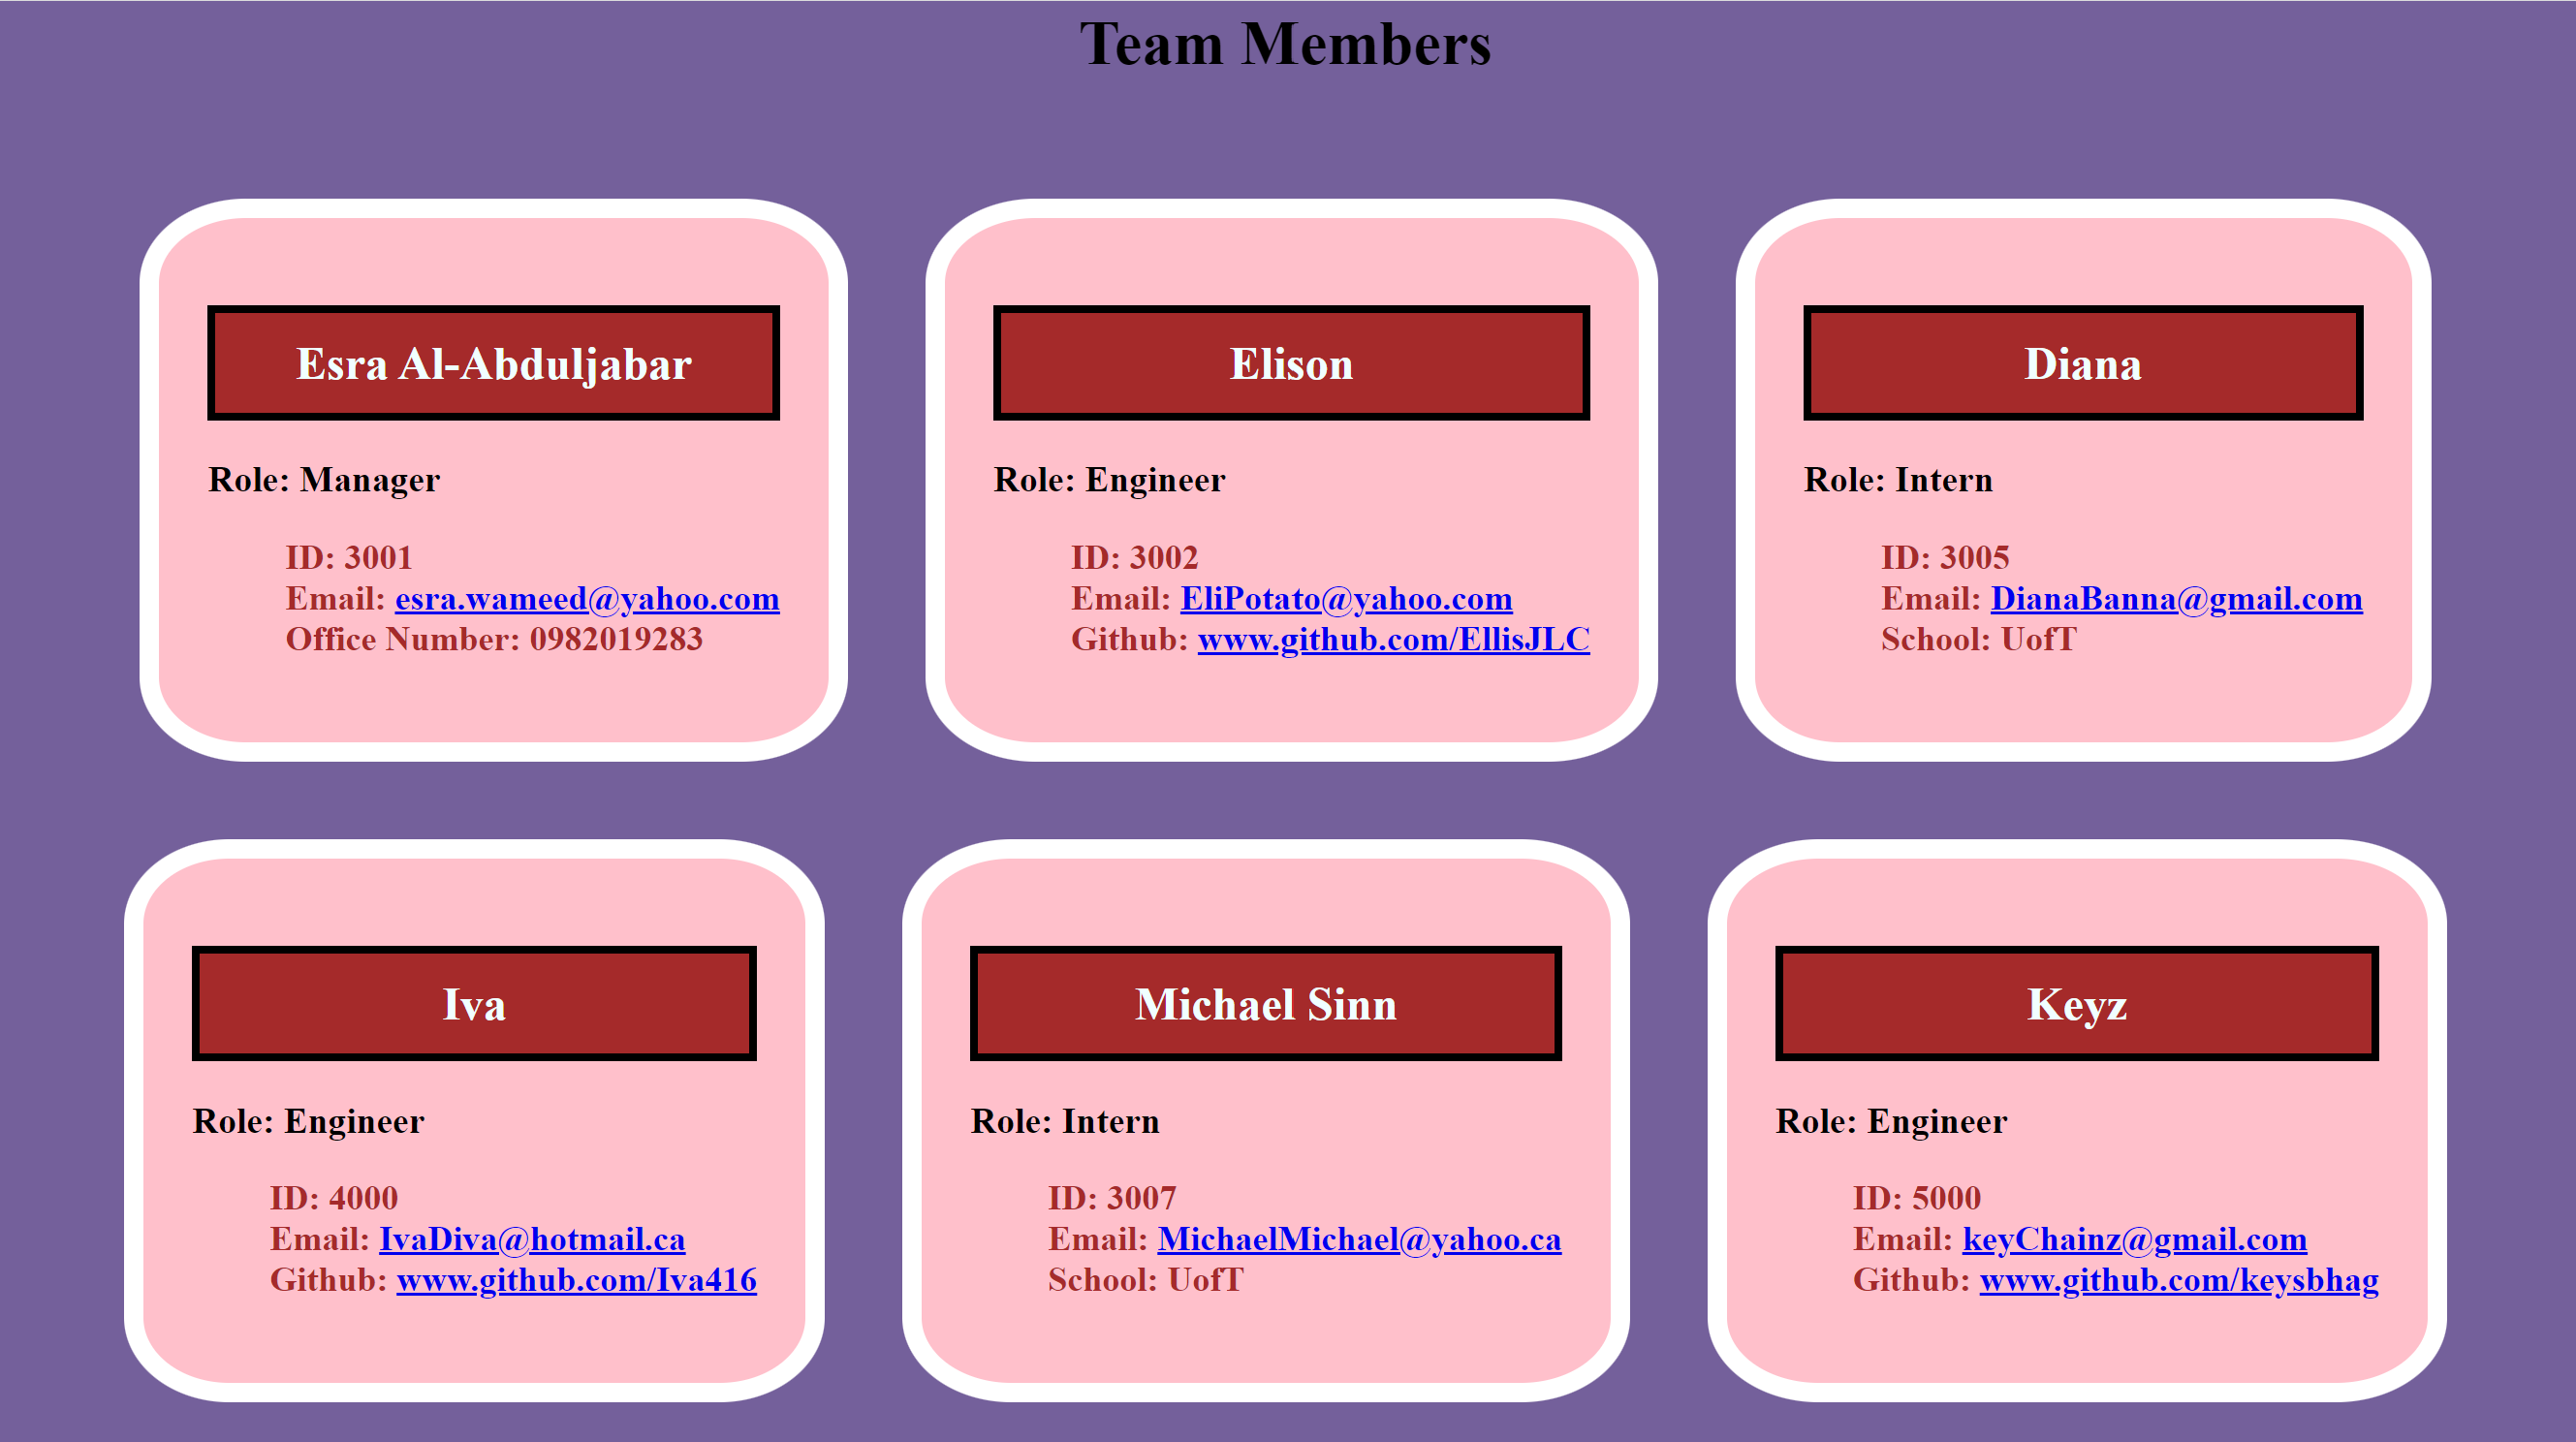 Team Members
Esra Al-Abduljabar
Role: Manager
ID: 3001
Email: esra.wameed@yahoo.com
Office Number: 0982019283
Elison
Role: Engineer
ID: 3002
Email: EliPotato@yahoo.com
Github: www.github.com/EllisJLC
Diana
Role: Intern
ID: 3005
Email: DianaBanna@gmail.com
School: UofT
Iva
Role: Engineer
ID: 4000
Email: IvaDiva@hotmail.ca
Github: www.github.com/Iva416
Michael Sinn
Role: Intern
ID: 3007
Email: MichaelMichael@yahoo.ca
School: UofT
Keyz
Role: Engineer
ID: 5000
Email: keyChainz@gmail.com
Github: www.github.com/keysbhag